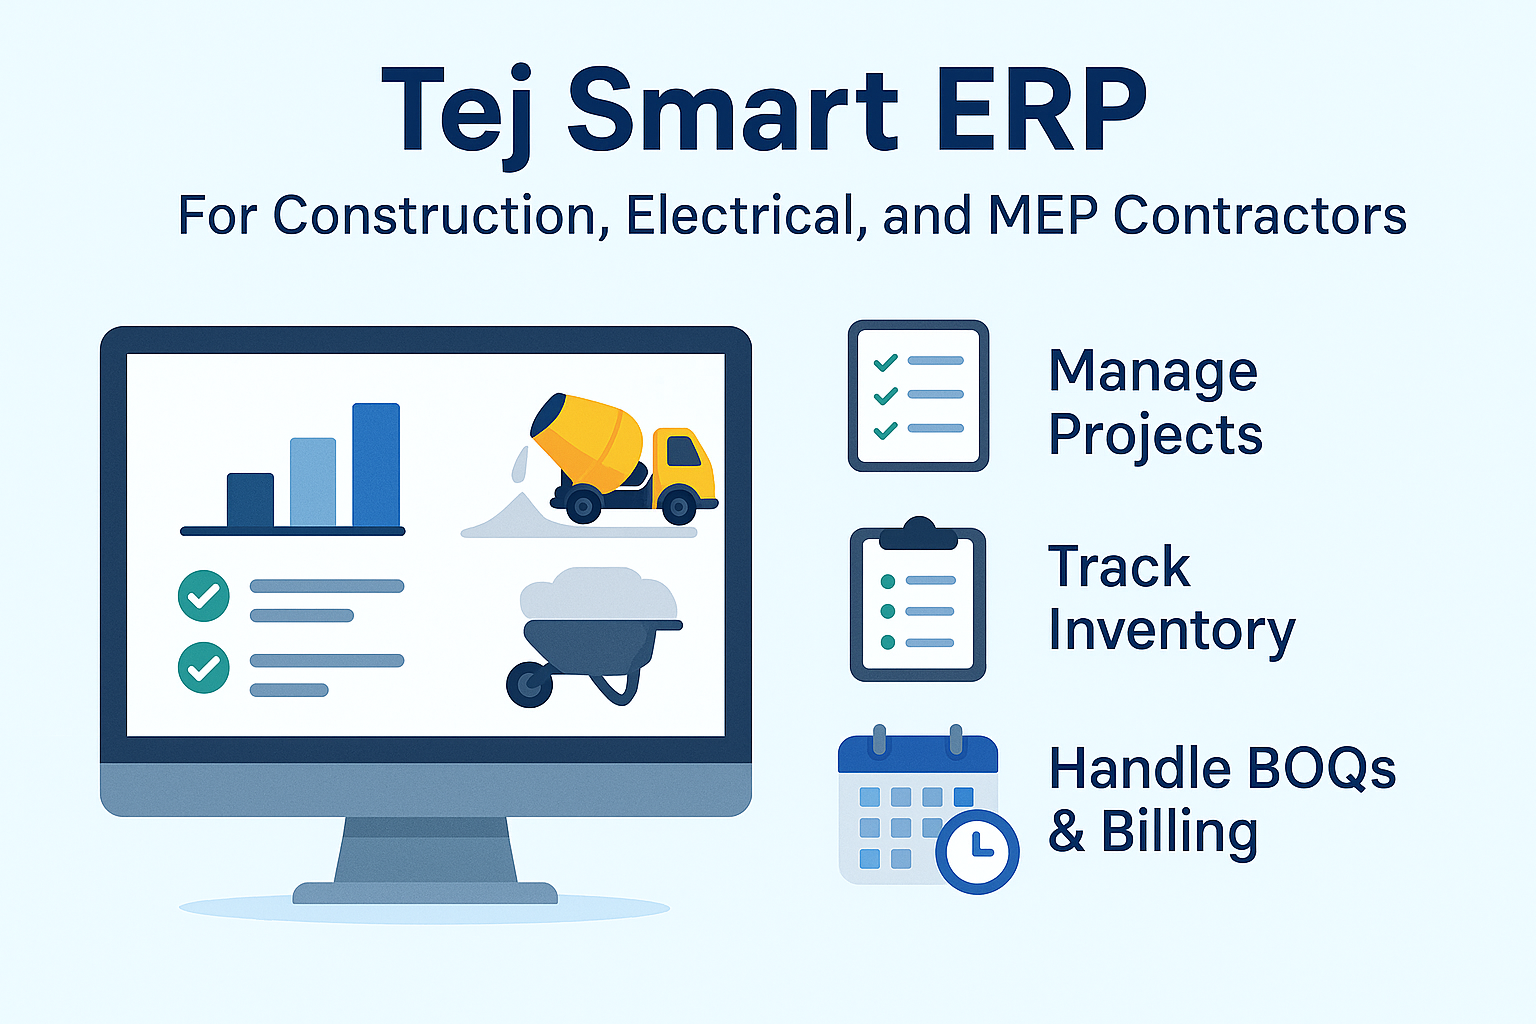 Tej Smart ERP
For Construction, Electrical, and MEP Contractors
Manage
Projects
Track
Inventory
Handle BOQs
& Billing